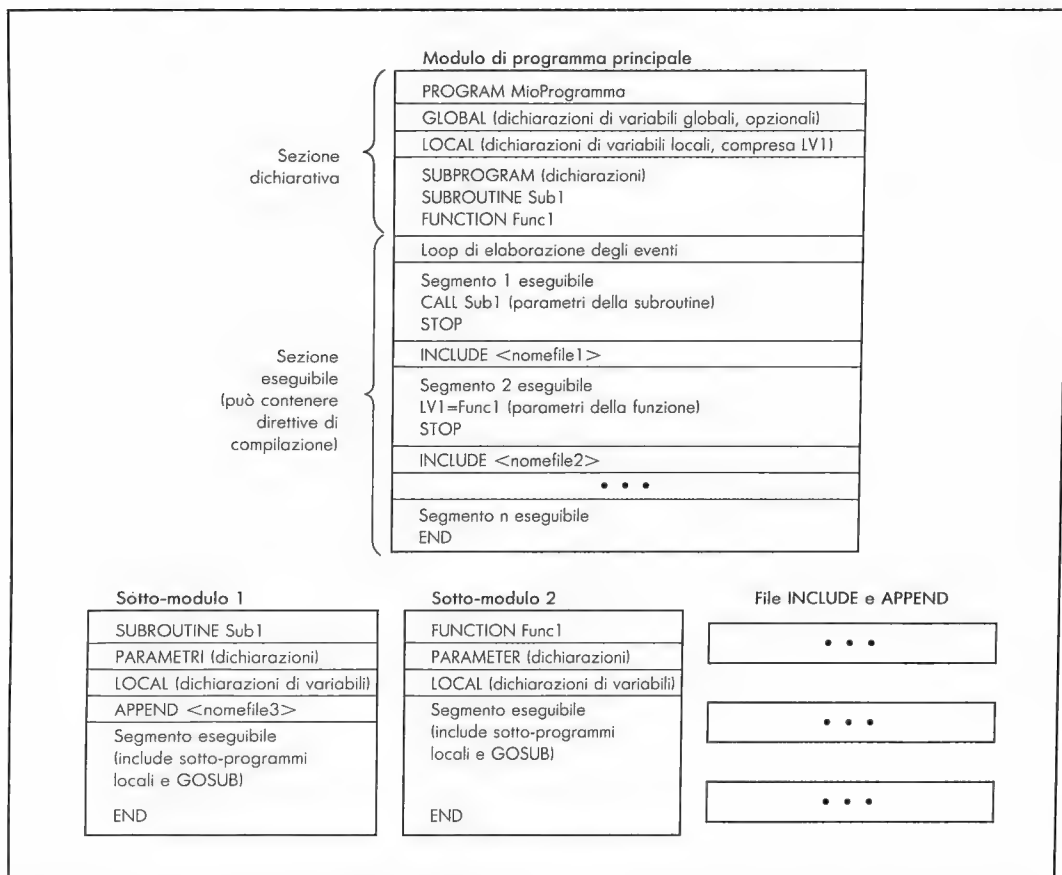 Modulo di programma principale
PROGRAM MioProgramma
GLOBAL (dichiarazioni di variabili globali, opzionali)
LOCAL (dichiarazioni di variabili locali, compresa LV1)
Sezione
dichiarativa
SUBPROGRAM (dichiarazioni)
SUBROUTINE Sub1
FUNCTION Func1
Loop di elaborazione degli eventi
Segmento 1 eseguibile
CALL Sub1 (parametri della subroutine)
STOP
Sezione
eseguibile
(può contenere
direttive di
compilazione)
INCLUDE <nomefile1>
Segmento 2 eseguibile
LV1=Func1 (parametri della funzione)
STOP
INCLUDE <nomefile2>
• • •
Segmento n eseguibile
END
Sotto-modulo 1
SUBROUTINE Sub1
PARAMETRI (dichiarazioni)
LOCAL (dichiarazioni di variabili)
APPEND <nomefile3>
Segmento eseguibile
(include sotto-programmi
locali e GOSUB)
END
Sotto-modulo 2
FUNCTION Func1
PARAMETER (dichiarazioni)
LOCAL (dichiarazioni di variabili)
Segmento eseguibile
(include sotto-programmi
locali e GOSUB)
END
File INCLUDE e APPEND
• • •
• • •
• • •